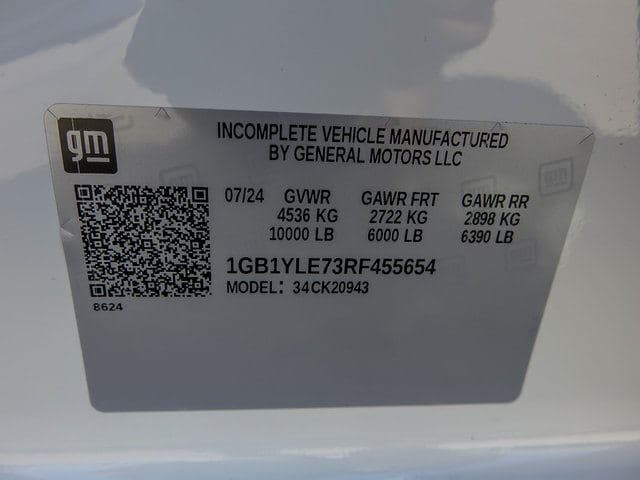 gm
INCOMPLETE VEHICLE MANUFACTURED
BY GENERAL MOTORS LLC
07/24 GVWR GAWR FRT GAWR RR
4536 KG 2722 KG 2898 KG
10000 LB 6000 LB 6390 LB
1GB1YLE73RF455654
MODEL: 34CK20943
8624